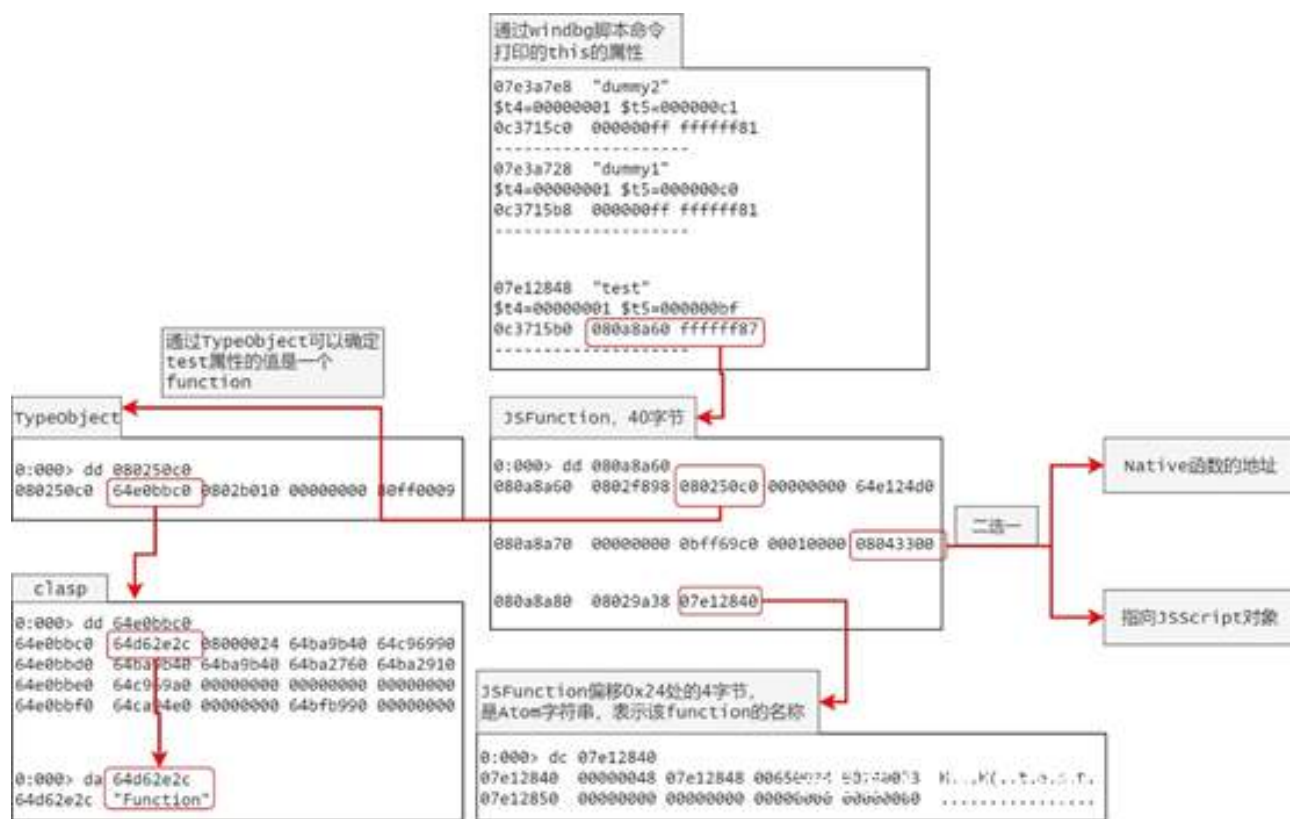 通过windbg脚本命令
打印的this的属性
07e3a7e8 "dummy2"
$t4=00000001 $t5=000000c1
0c3715c0 000000ff ffffff81
--------------------
07e3a728 "dummy1"
$t4=00000001 $t5=000000c0
0c3715b8 000000ff ffffff81
--------------------
07e12848 "test"
$t4=00000001 $t5=000000bf
0c3715b0 080a8a60 ffffff87
--------------------
通过TypeObject可以确定
test属性的值是一个
function
TypeObject
0:000> dd 080250c0
080250c0 64e0bbc0 0802b010 00000000 80ff0009
JSFunction, 40字节
0:000> dd 080a8a60
080a8a60 0802f898 080250c0 00000000 64e124d0
080a8a70 00000000 0bff69c0 00010000 08043300
080a8a80 08029a38 07e12840
二选一
Native函数的地址
指向JSScript对象
clasp
0:000> dd 64e0bbc0
64e0bbc0 64d62e2c 08000024 64ba9b40 64c96990
64e0bbd0 64ba9b40 64ba9b40 64ba2760 64ba2910
64e0bbe0 64c969a0 00000000 00000000 00000000
64e0bbf0 00000000 64bfb990 00000000
0:000> da 64d62e2c
64d62e2c "Function"
JSFunction偏移0x24处的4字节,
是Atom字符串, 表示该function的名称
0:000> dc 07e12840
07e12840 00000048 07e12848
07e12850 00000000 00000000 00000000 00000000 ................